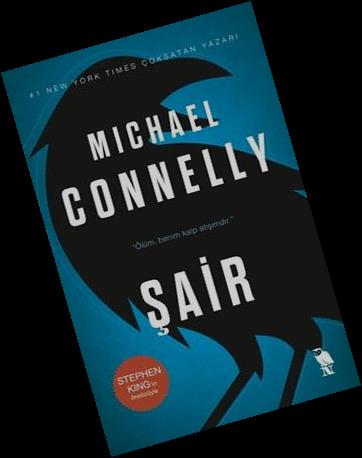 #1 NEW YORK TIMES ÇOKSATAN YAZARI
MICHAEL
CONNELLY
"Ölüm, benim kalp atışımdır."
ŞAİR
STEPHEN
KING'in
önsözüyle
N